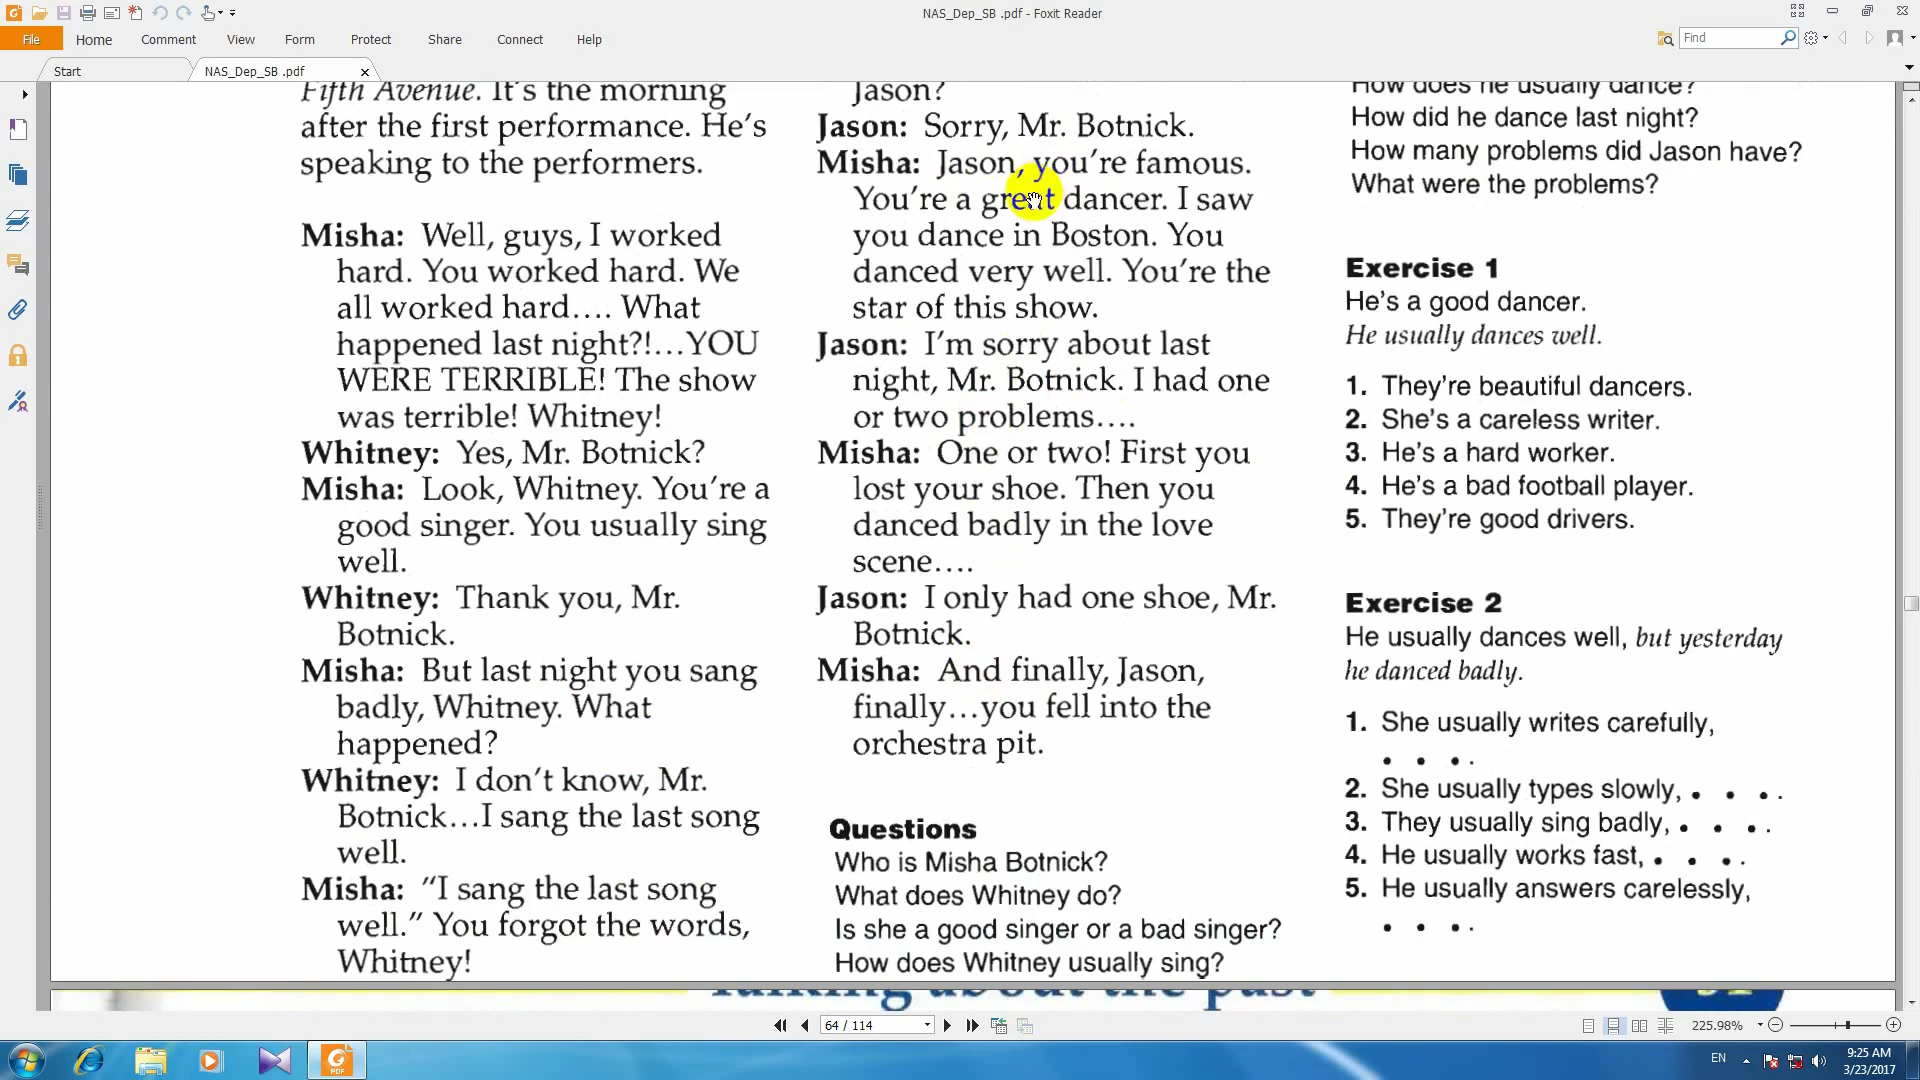 NAS_Dep_SB .pdf - Foxit Reader
File
Home
Comment
View
Form
Protect
Share
Connect
Help
Find
Start
NAS_Dep_SB .pdf
Fifth Avenue. It's the morning
after the first performance. He's
speaking to the performers.
Misha: Well, guys, I worked
hard. You worked hard. We
all worked hard.... What
happened last night?!...YOU
WERE TERRIBLE! The show
was terrible! Whitney!
Whitney: Yes, Mr. Botnick?
Misha: Look, Whitney. You're a
good singer. You usually sing
well.
Whitney: Thank you, Mr.
Botnick.
Misha: But last night you sang
badly, Whitney. What
happened?
Whitney: I don't know, Mr.
Botnick...I sang the last song
well.
Misha: "I sang the last song
well." You forgot the words,
Whitney!
Jason?
Jason: Sorry, Mr. Botnick.
Misha: Jason, you're famous.
You're a great dancer. I saw
you dance in Boston. You
danced very well. You're the
star of this show.
Jason: I'm sorry about last
night, Mr. Botnick. I had one
or two problems....
Misha: One or two! First you
lost your shoe. Then you
danced badly in the love
scene....
Jason: I only had one shoe, Mr.
Botnick.
Misha: And finally, Jason,
finally...you fell into the
orchestra pit.
Questions
Who is Misha Botnick?
What does Whitney do?
Is she a good singer or a bad singer?
How does Whitney usually sing?
How does he usually dance?
How did he dance last night?
How many problems did Jason have?
What were the problems?
Exercise 1
He's a good dancer.
He usually dances well.
1. They're beautiful dancers.
2. She's a careless writer.
3. He's a hard worker.
4. He's a bad football player.
5. They're good drivers.
Exercise 2
He usually dances well, but yesterday
he danced badly.
1. She usually writes carefully,
. . . .
2. She usually types slowly, . . . .
3. They usually sing badly, . . . .
4. He usually works fast, . . . .
5. He usually answers carelessly,
. . . .
Talking about the past
64 / 114
225.98%
PDF
EN
9:25 AM
3/23/2017